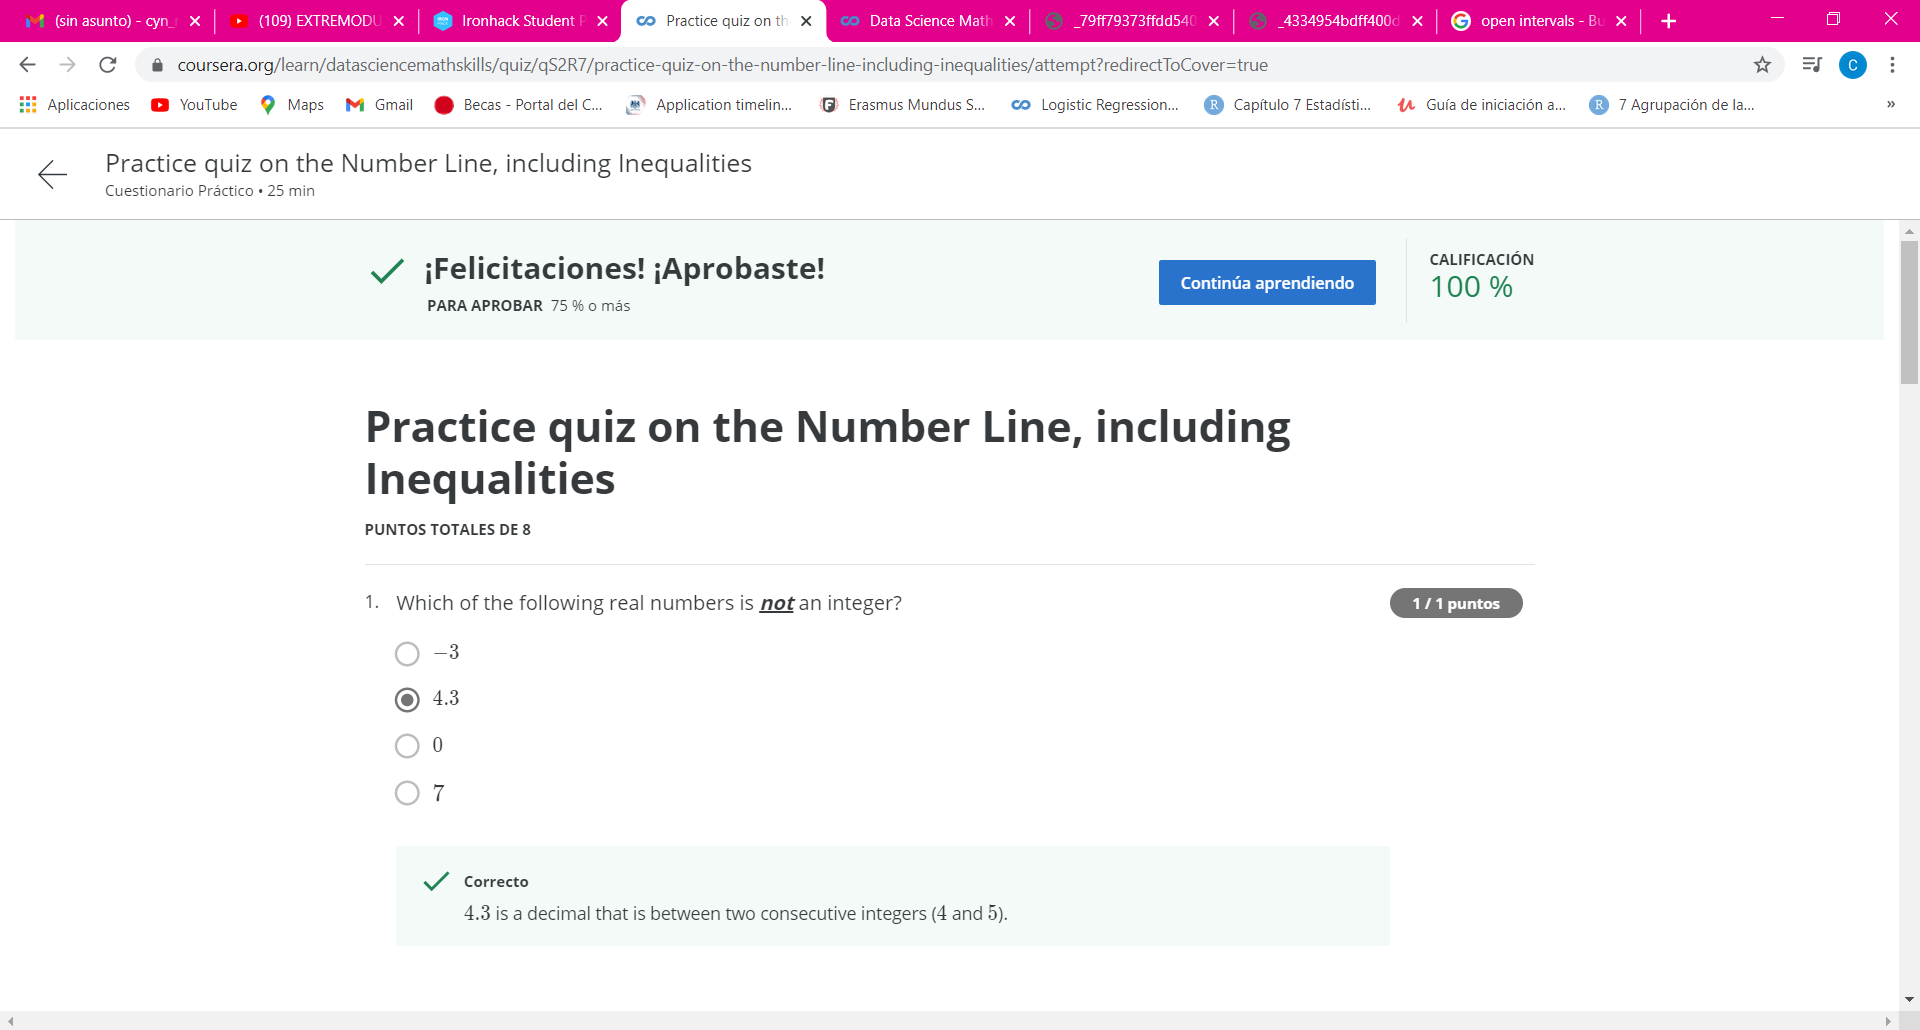 (sin asunto) - cyn_
(109) EXTREMODU
Ironhack Student P
Practice quiz on th
Data Science Math
_79ff79373ffdd540
_4334954bdff400d
open intervals - Bu
coursera.org/learn/datasciencemathskills/quiz/qS2R7/practice-quiz-on-the-number-line-including-inequalities/attempt?redirectToCover=true
C
Aplicaciones
YouTube
Maps
Gmail
Becas - Portal del C...
Application timelin...
Erasmus Mundus S...
Logistic Regression...
R
Capítulo 7 Estadísti...
Guía de iniciación a...
R
7 Agrupación de la...
»
Practice quiz on the Number Line, including Inequalities
Cuestionario Práctico • 25 min
¡Felicitaciones! ¡Aprobaste!
PARA APROBAR 75 % o más
Continúa aprendiendo
CALIFICACIÓN
100 %
Practice quiz on the Number Line, including
Inequalities
PUNTOS TOTALES DE 8
1. Which of the following real numbers is not an integer?
1 / 1 puntos
−3
4.3
0
7
Correcto
4.3 is a decimal that is between two consecutive integers (4 and 5).